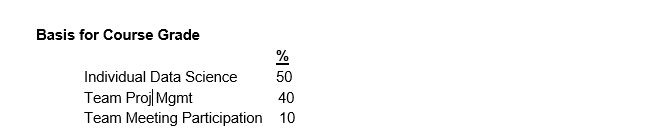 Basis for Course Grade
%
Individual Data Science 50
Team Proj Mgmt 40
Team Meeting Participation 10